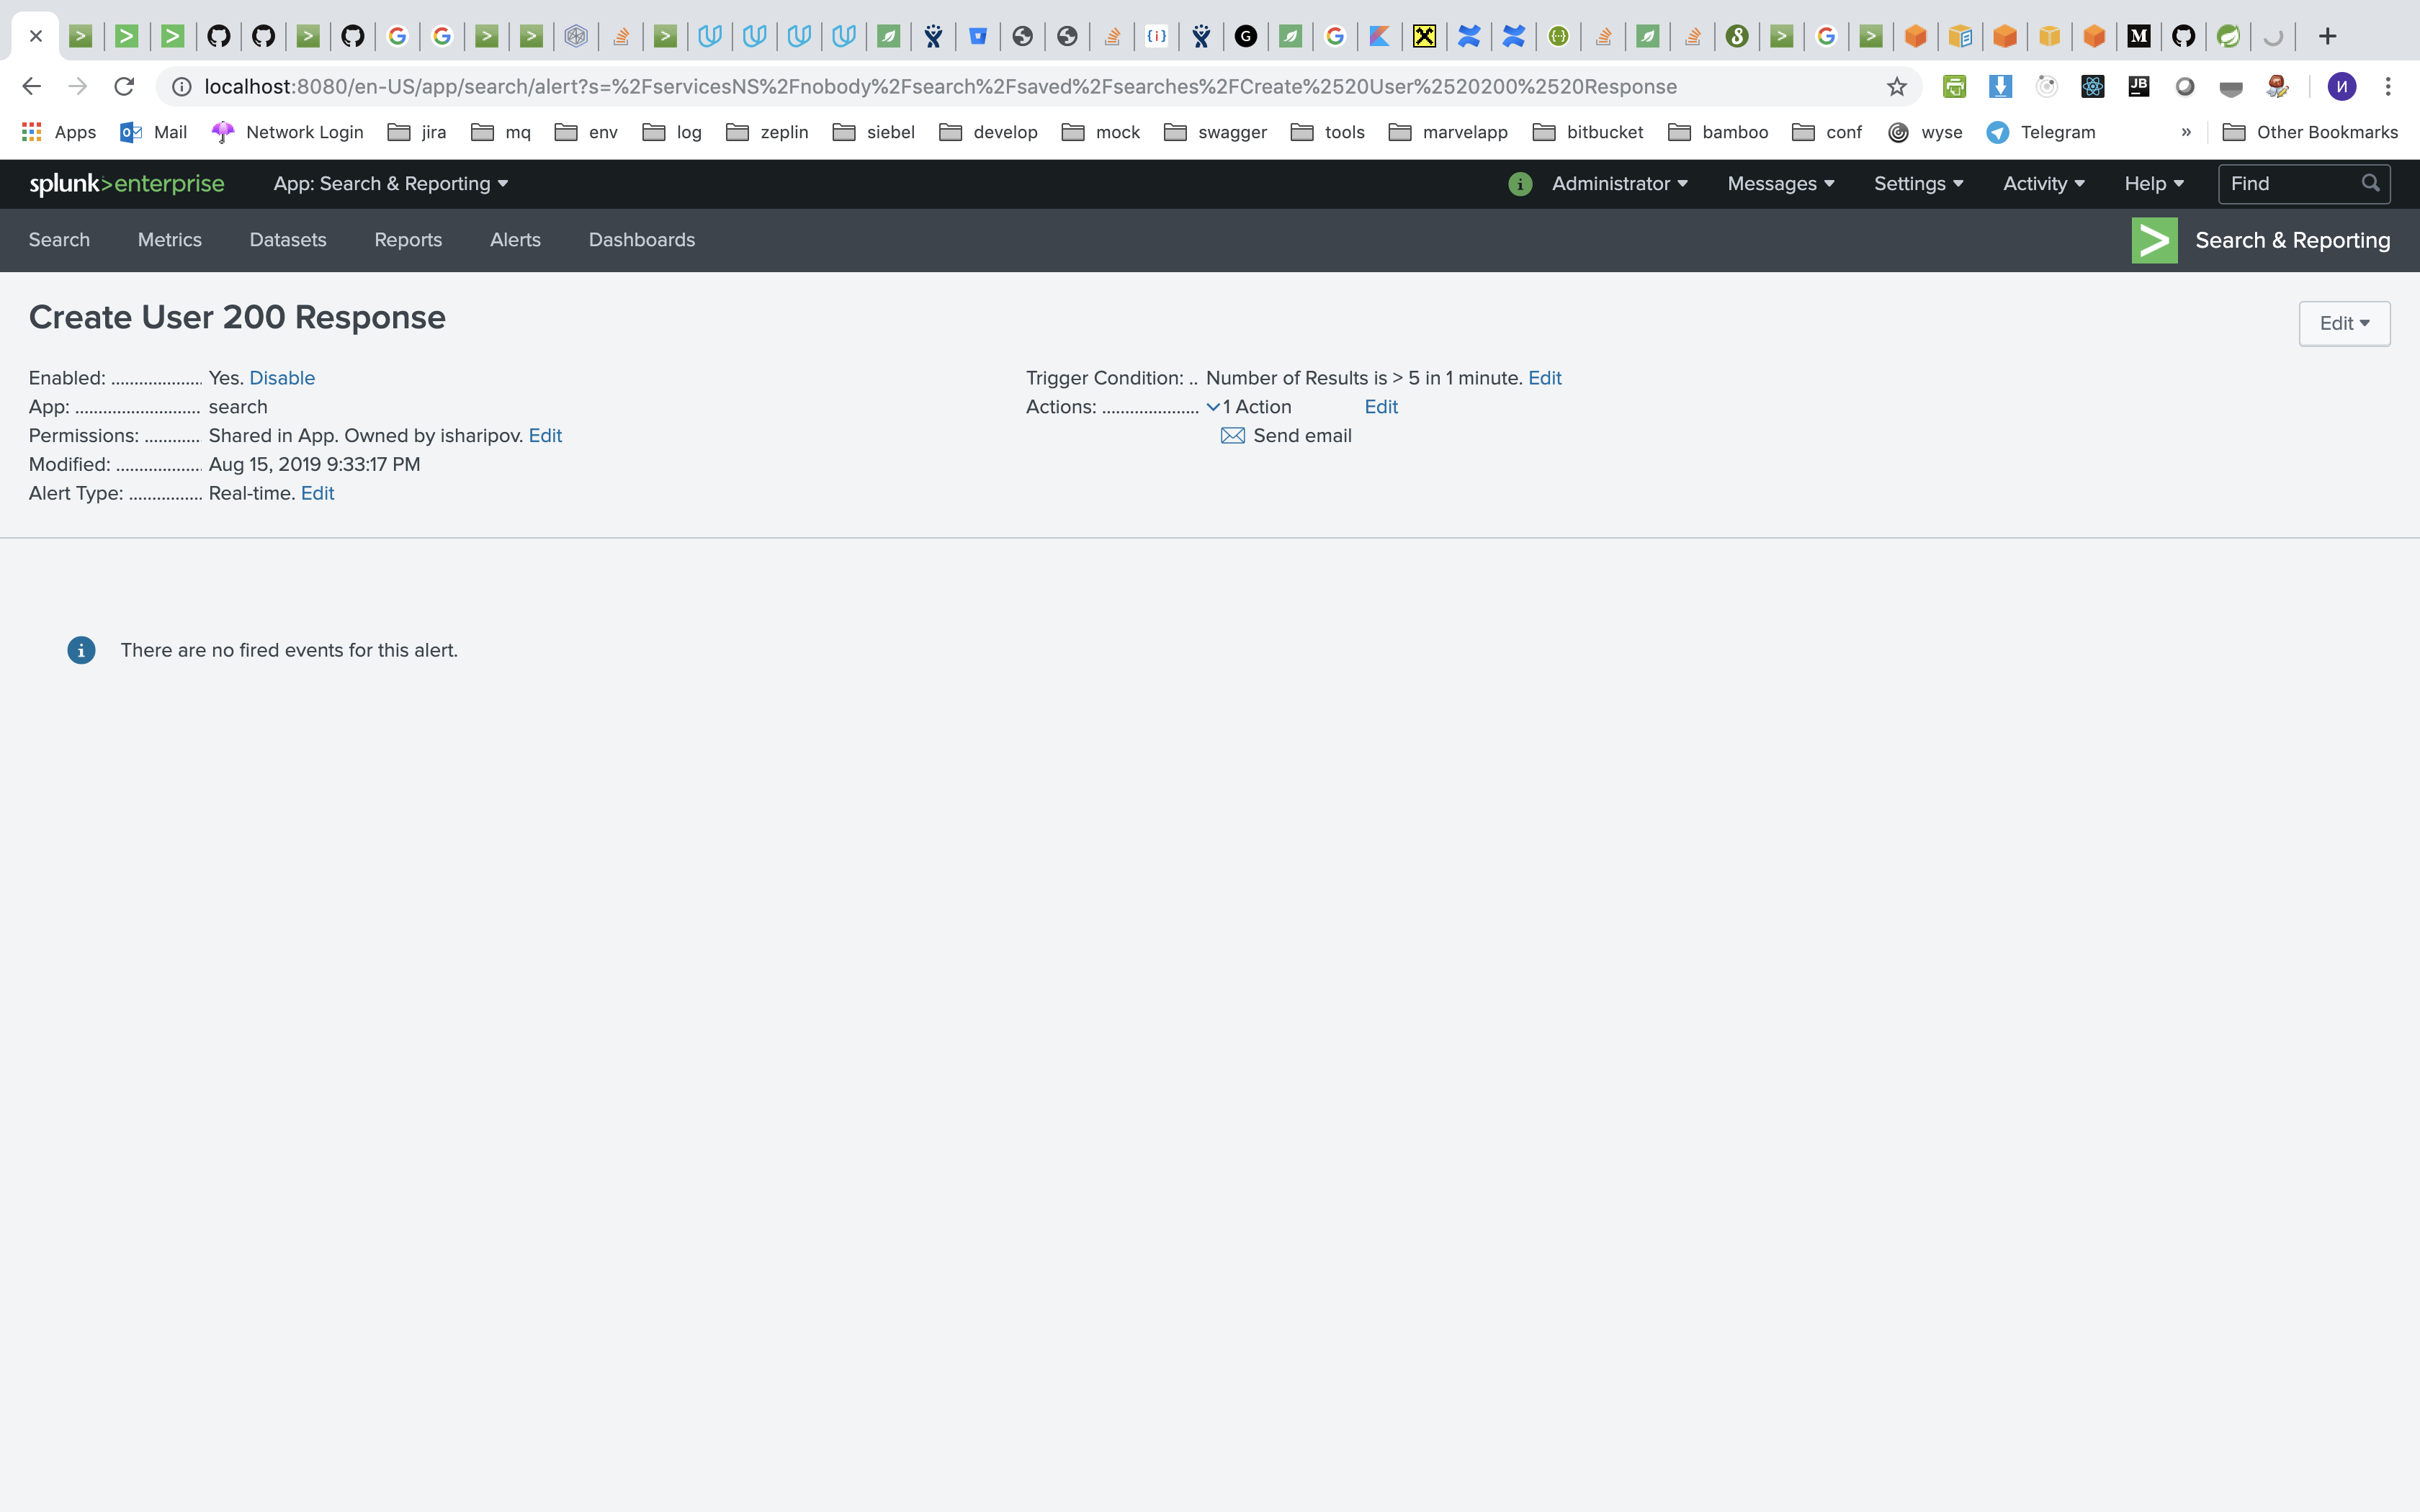 localhost:8080/en-US/app/search/alert?s=%2FservicesNS%2Fnobody%2Fsearch%2Fsaved%2Fsearches%2FCreate%2520User%2520200%2520Response
Apps Mail Network Login jira mq env log zeplin siebel develop mock swagger tools marvelapp bitbucket bamboo conf wyse Telegram » Other Bookmarks
splunk>enterprise App: Search & Reporting Administrator Messages Settings Activity Help Find
Search Metrics Datasets Reports Alerts Dashboards Search & Reporting
Create User 200 Response
Edit
Enabled: ................... Yes. Disable
App: .......................... search
Permissions: ............ Shared in App. Owned by isharipov. Edit
Modified: .................. Aug 15, 2019 9:33:17 PM
Alert Type: ............... Real-time. Edit
Trigger Condition: .. Number of Results is > 5 in 1 minute. Edit
Actions: .................... 1 Action Edit
Send email
There are no fired events for this alert.